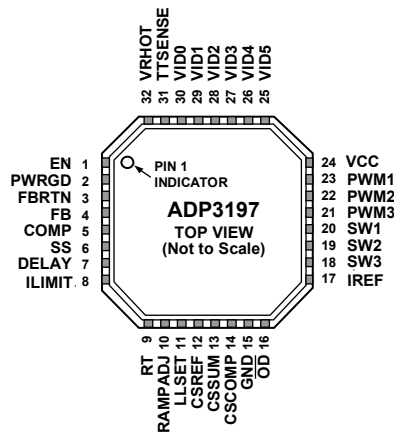 32 VRHOT
31 TTSENSE
30 VID0
29 VID1
28 VID2
27 VID3
26 VID4
25 VID5
EN 1
PWRGD 2
FBRTN 3
FB 4
COMP 5
SS 6
DELAY 7
ILIMIT 8
PIN 1
INDICATOR
ADP3197
TOP VIEW
(Not to Scale)
24 VCC
23 PWM1
22 PWM2
21 PWM3
20 SW1
19 SW2
18 SW3
17 IREF
RT 9
RAMPADJ 10
LLSET 11
CSREF 12
CSSUM 13
CSCOMP 14
GND 15
OD 16